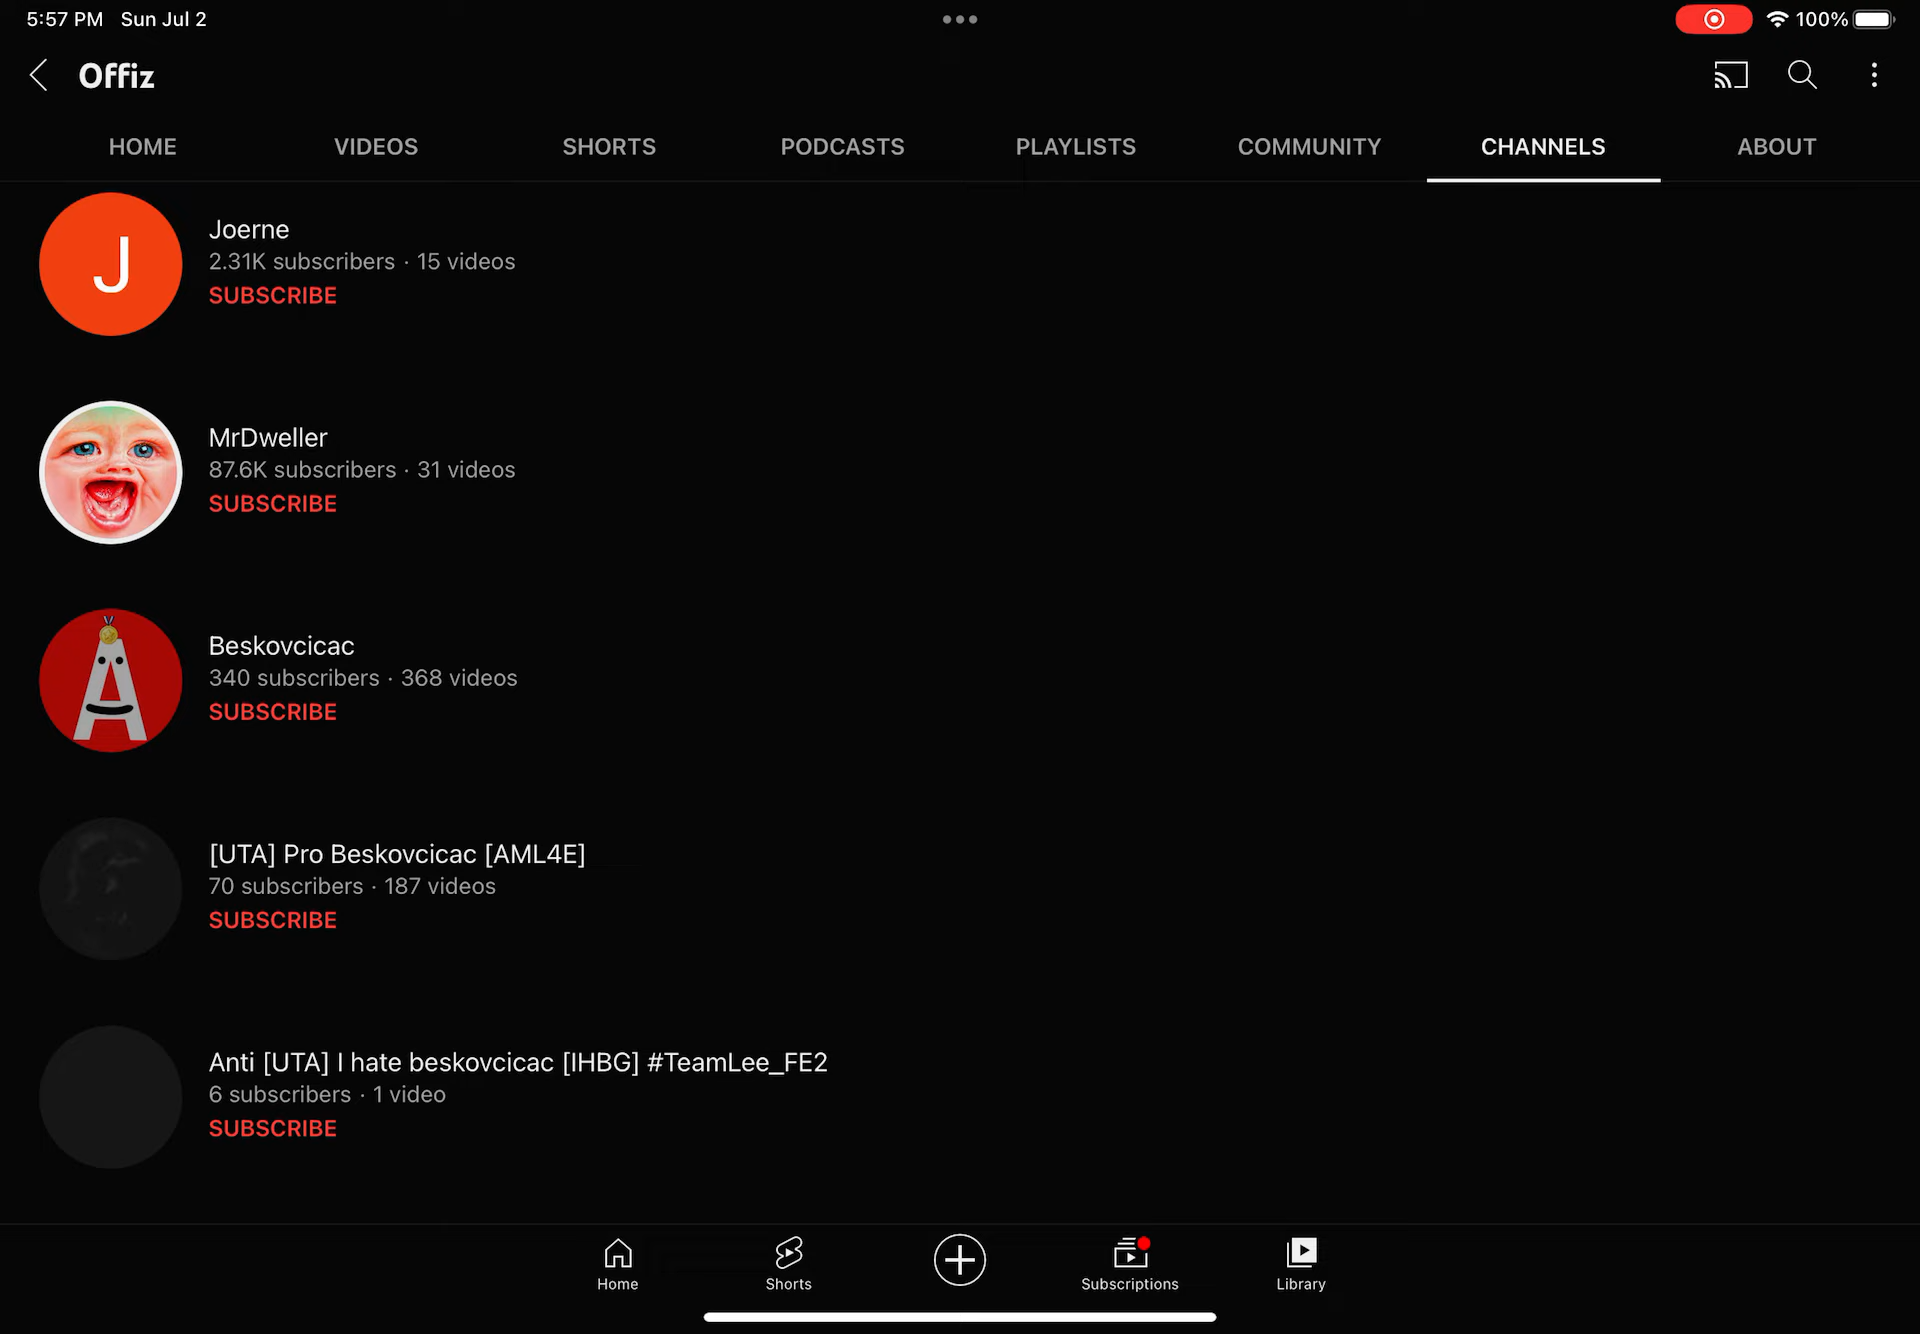 5:57 PM Sun Jul 2
100%
Offiz
HOME VIDEOS SHORTS PODCASTS PLAYLISTS COMMUNITY CHANNELS ABOUT
J
Joerne
2.31K subscribers · 15 videos
SUBSCRIBE
MrDweller
87.6K subscribers · 31 videos
SUBSCRIBE
A
Beskovcicac
340 subscribers · 368 videos
SUBSCRIBE
[UTA] Pro Beskovcicac [AML4E]
70 subscribers · 187 videos
SUBSCRIBE
Anti [UTA] I hate beskovcicac [IHBG] #TeamLee_FE2
6 subscribers · 1 video
SUBSCRIBE
Home Shorts Subscriptions Library